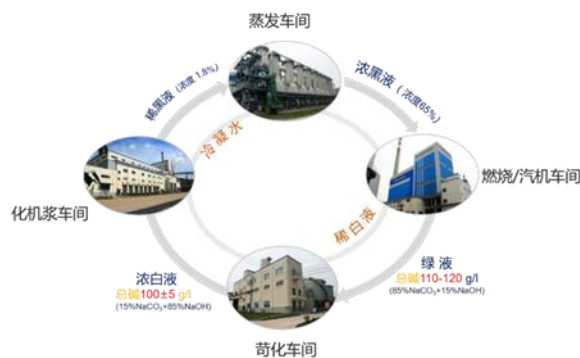 蒸发车间
稀黑液（浓度 1.8%）
浓黑液（浓度65%）
冷凝水
化机浆车间
燃烧/汽机车间
稀白液
浓白液
总碱100±5 g/l
(15%NaCO₃+85%NaOH)
绿 液
总碱110-120 g/l
(85%NaCO₃+15%NaOH)
苛化车间